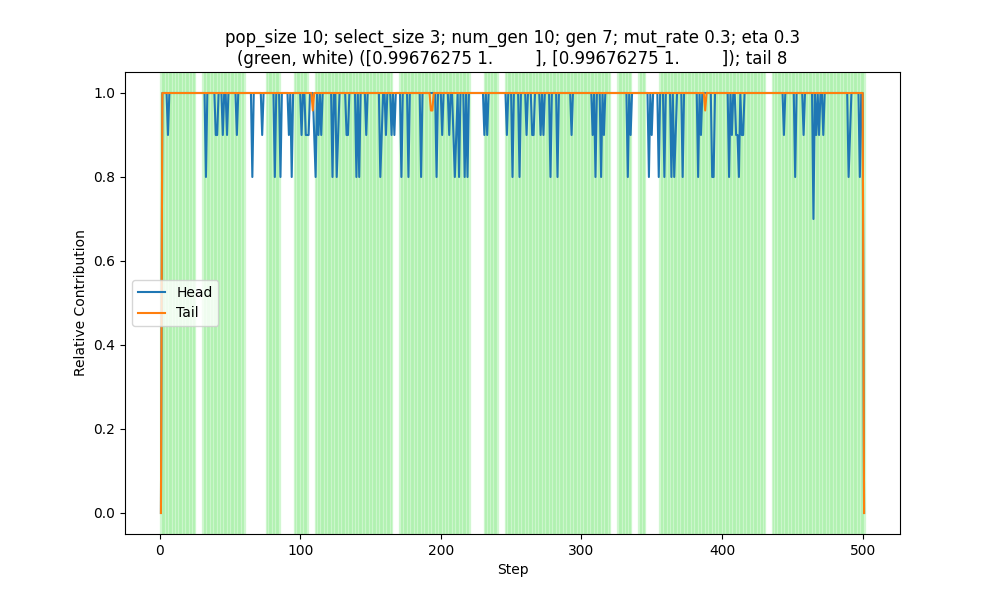 pop_size 10; select_size 3; num_gen 10; gen 7; mut_rate 0.3; eta 0.3
(green, white) ([0.99676275 1.        ], [0.99676275 1.        ]); tail 8
1.0
0.8
0.6
0.4
0.2
0.0
Relative Contribution
Head
Tail
0 100 200 300 400 500
Step